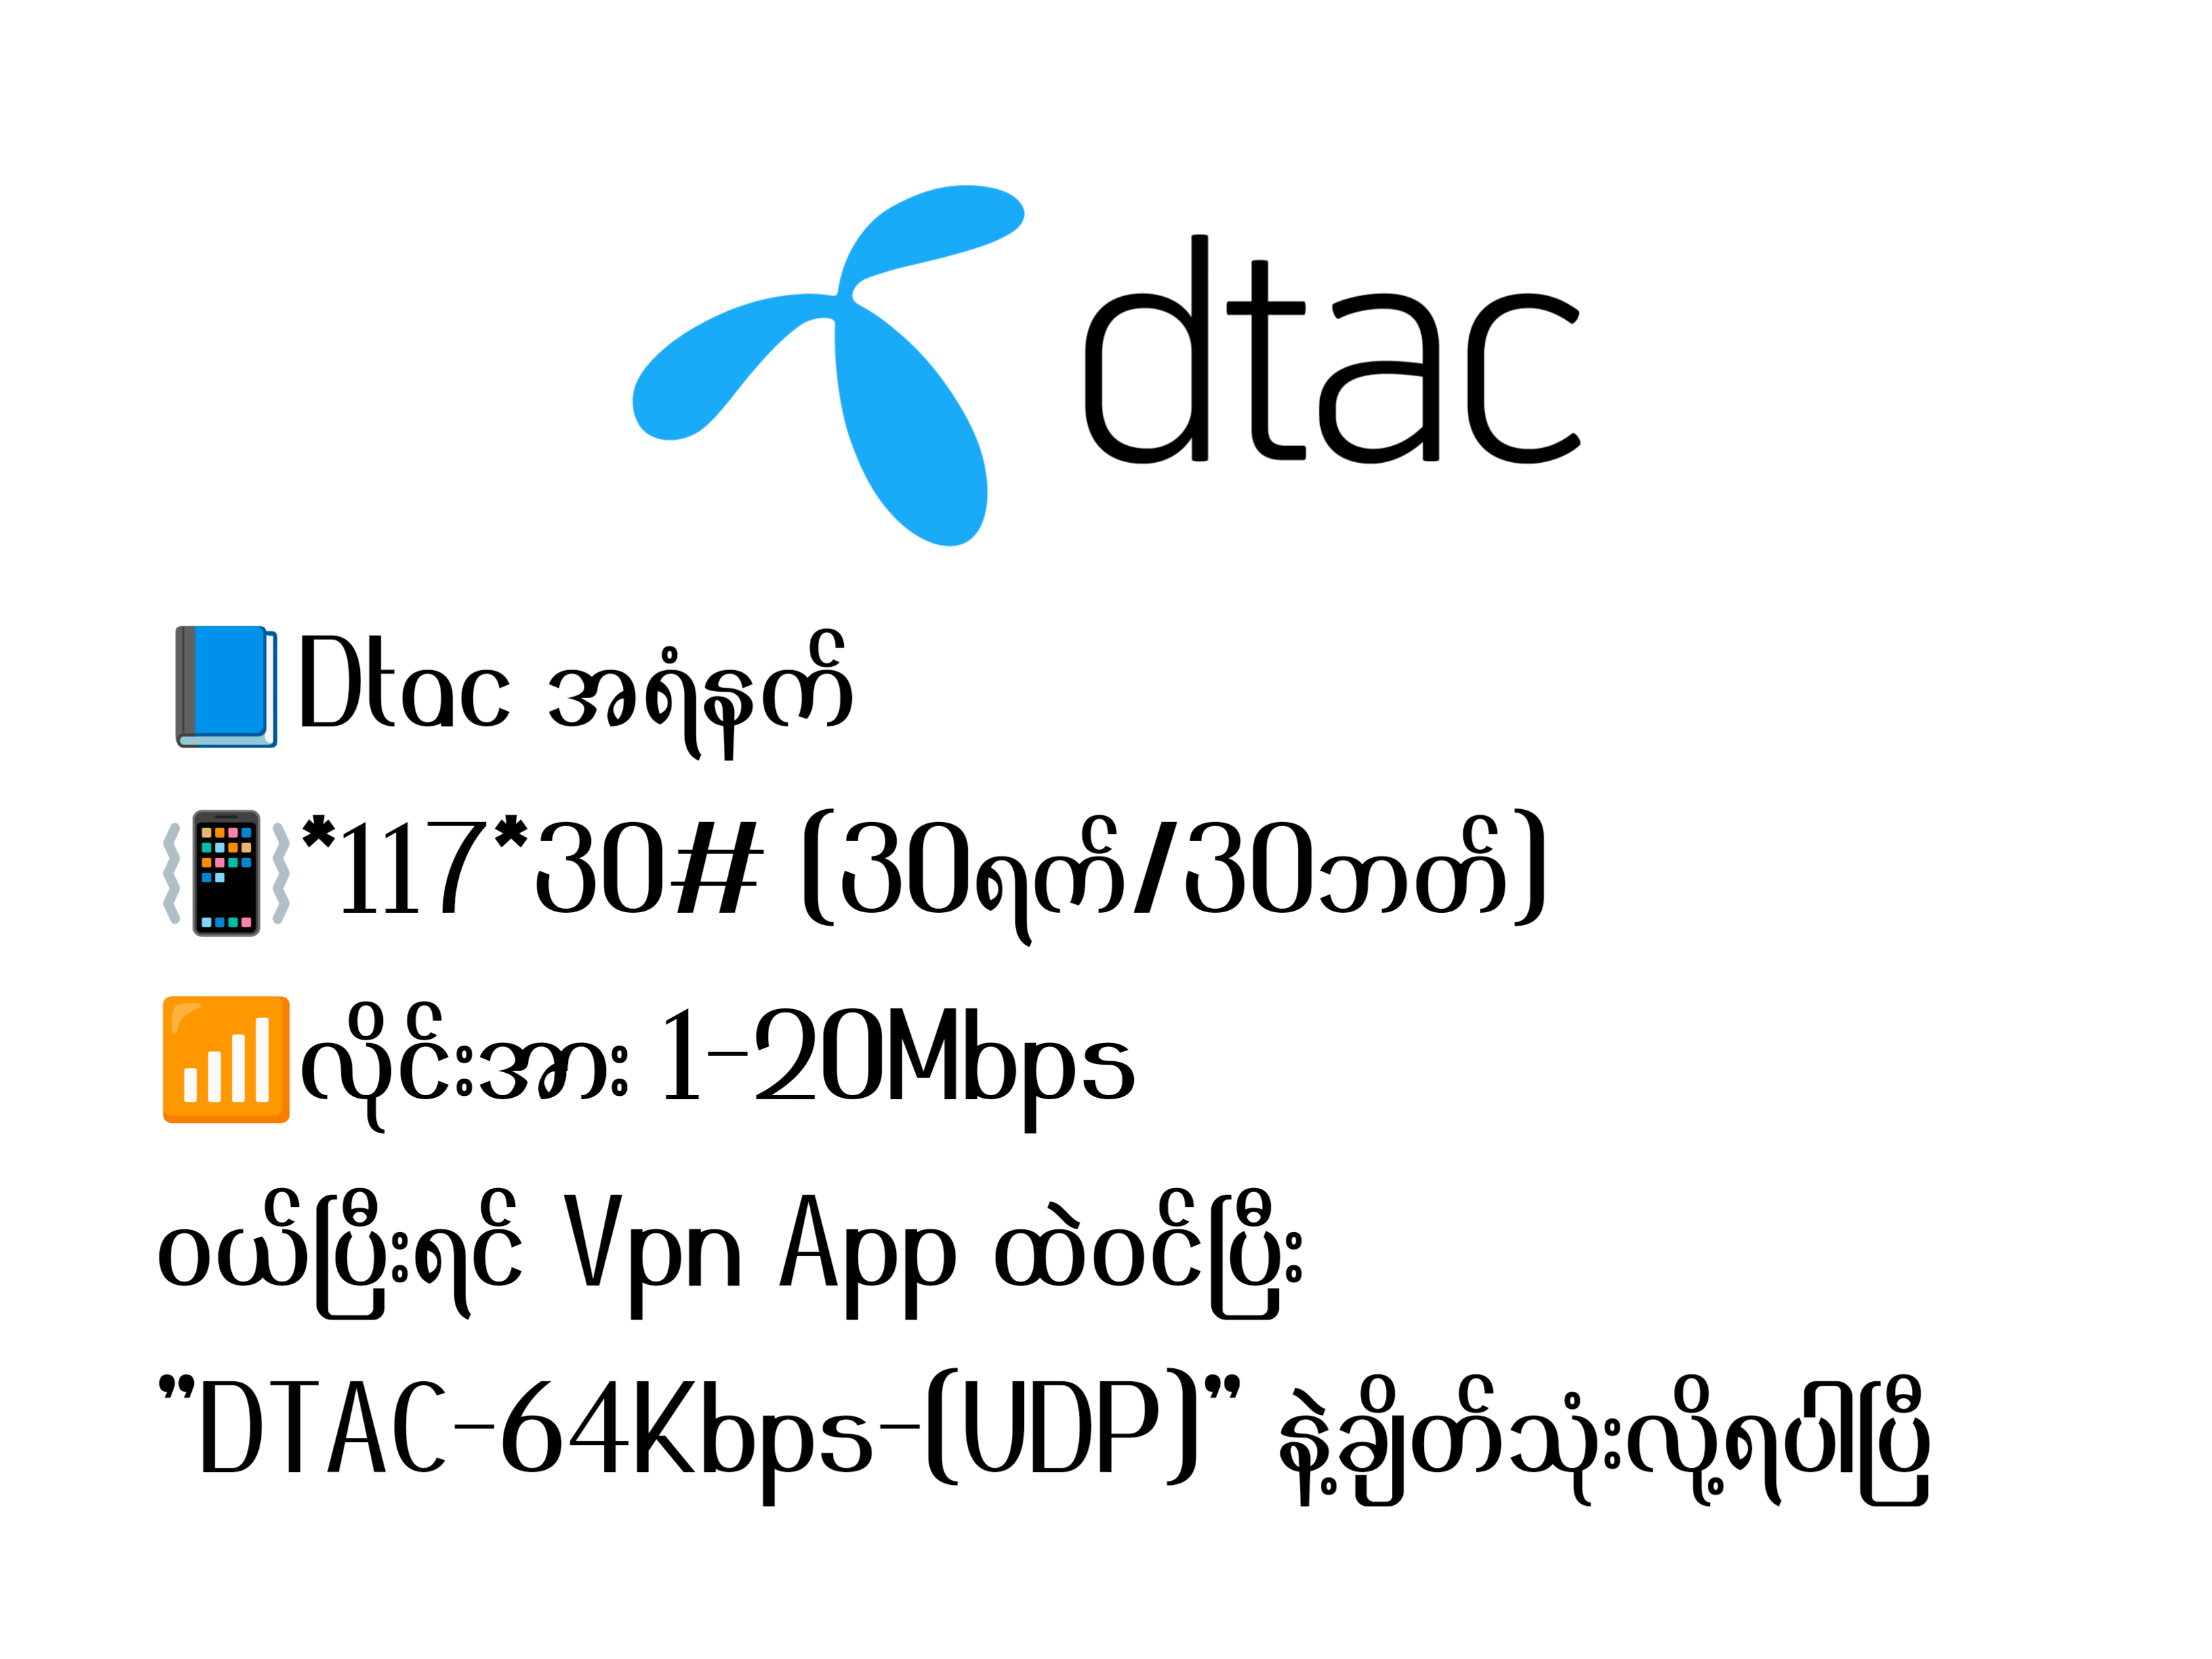 dtac
📘Dtac အရံနက်
📲*117*30# (30ရက်/30ဘတ်)
📶လိုင်းအား 1-20Mbps
ဝယ်ပြီးရင် Vpn App ထဲဝင်ပြီး
"DTAC-64Kbps-(UDP)" နဲ့ချိတ်သုံးလို့ရပါပြီ